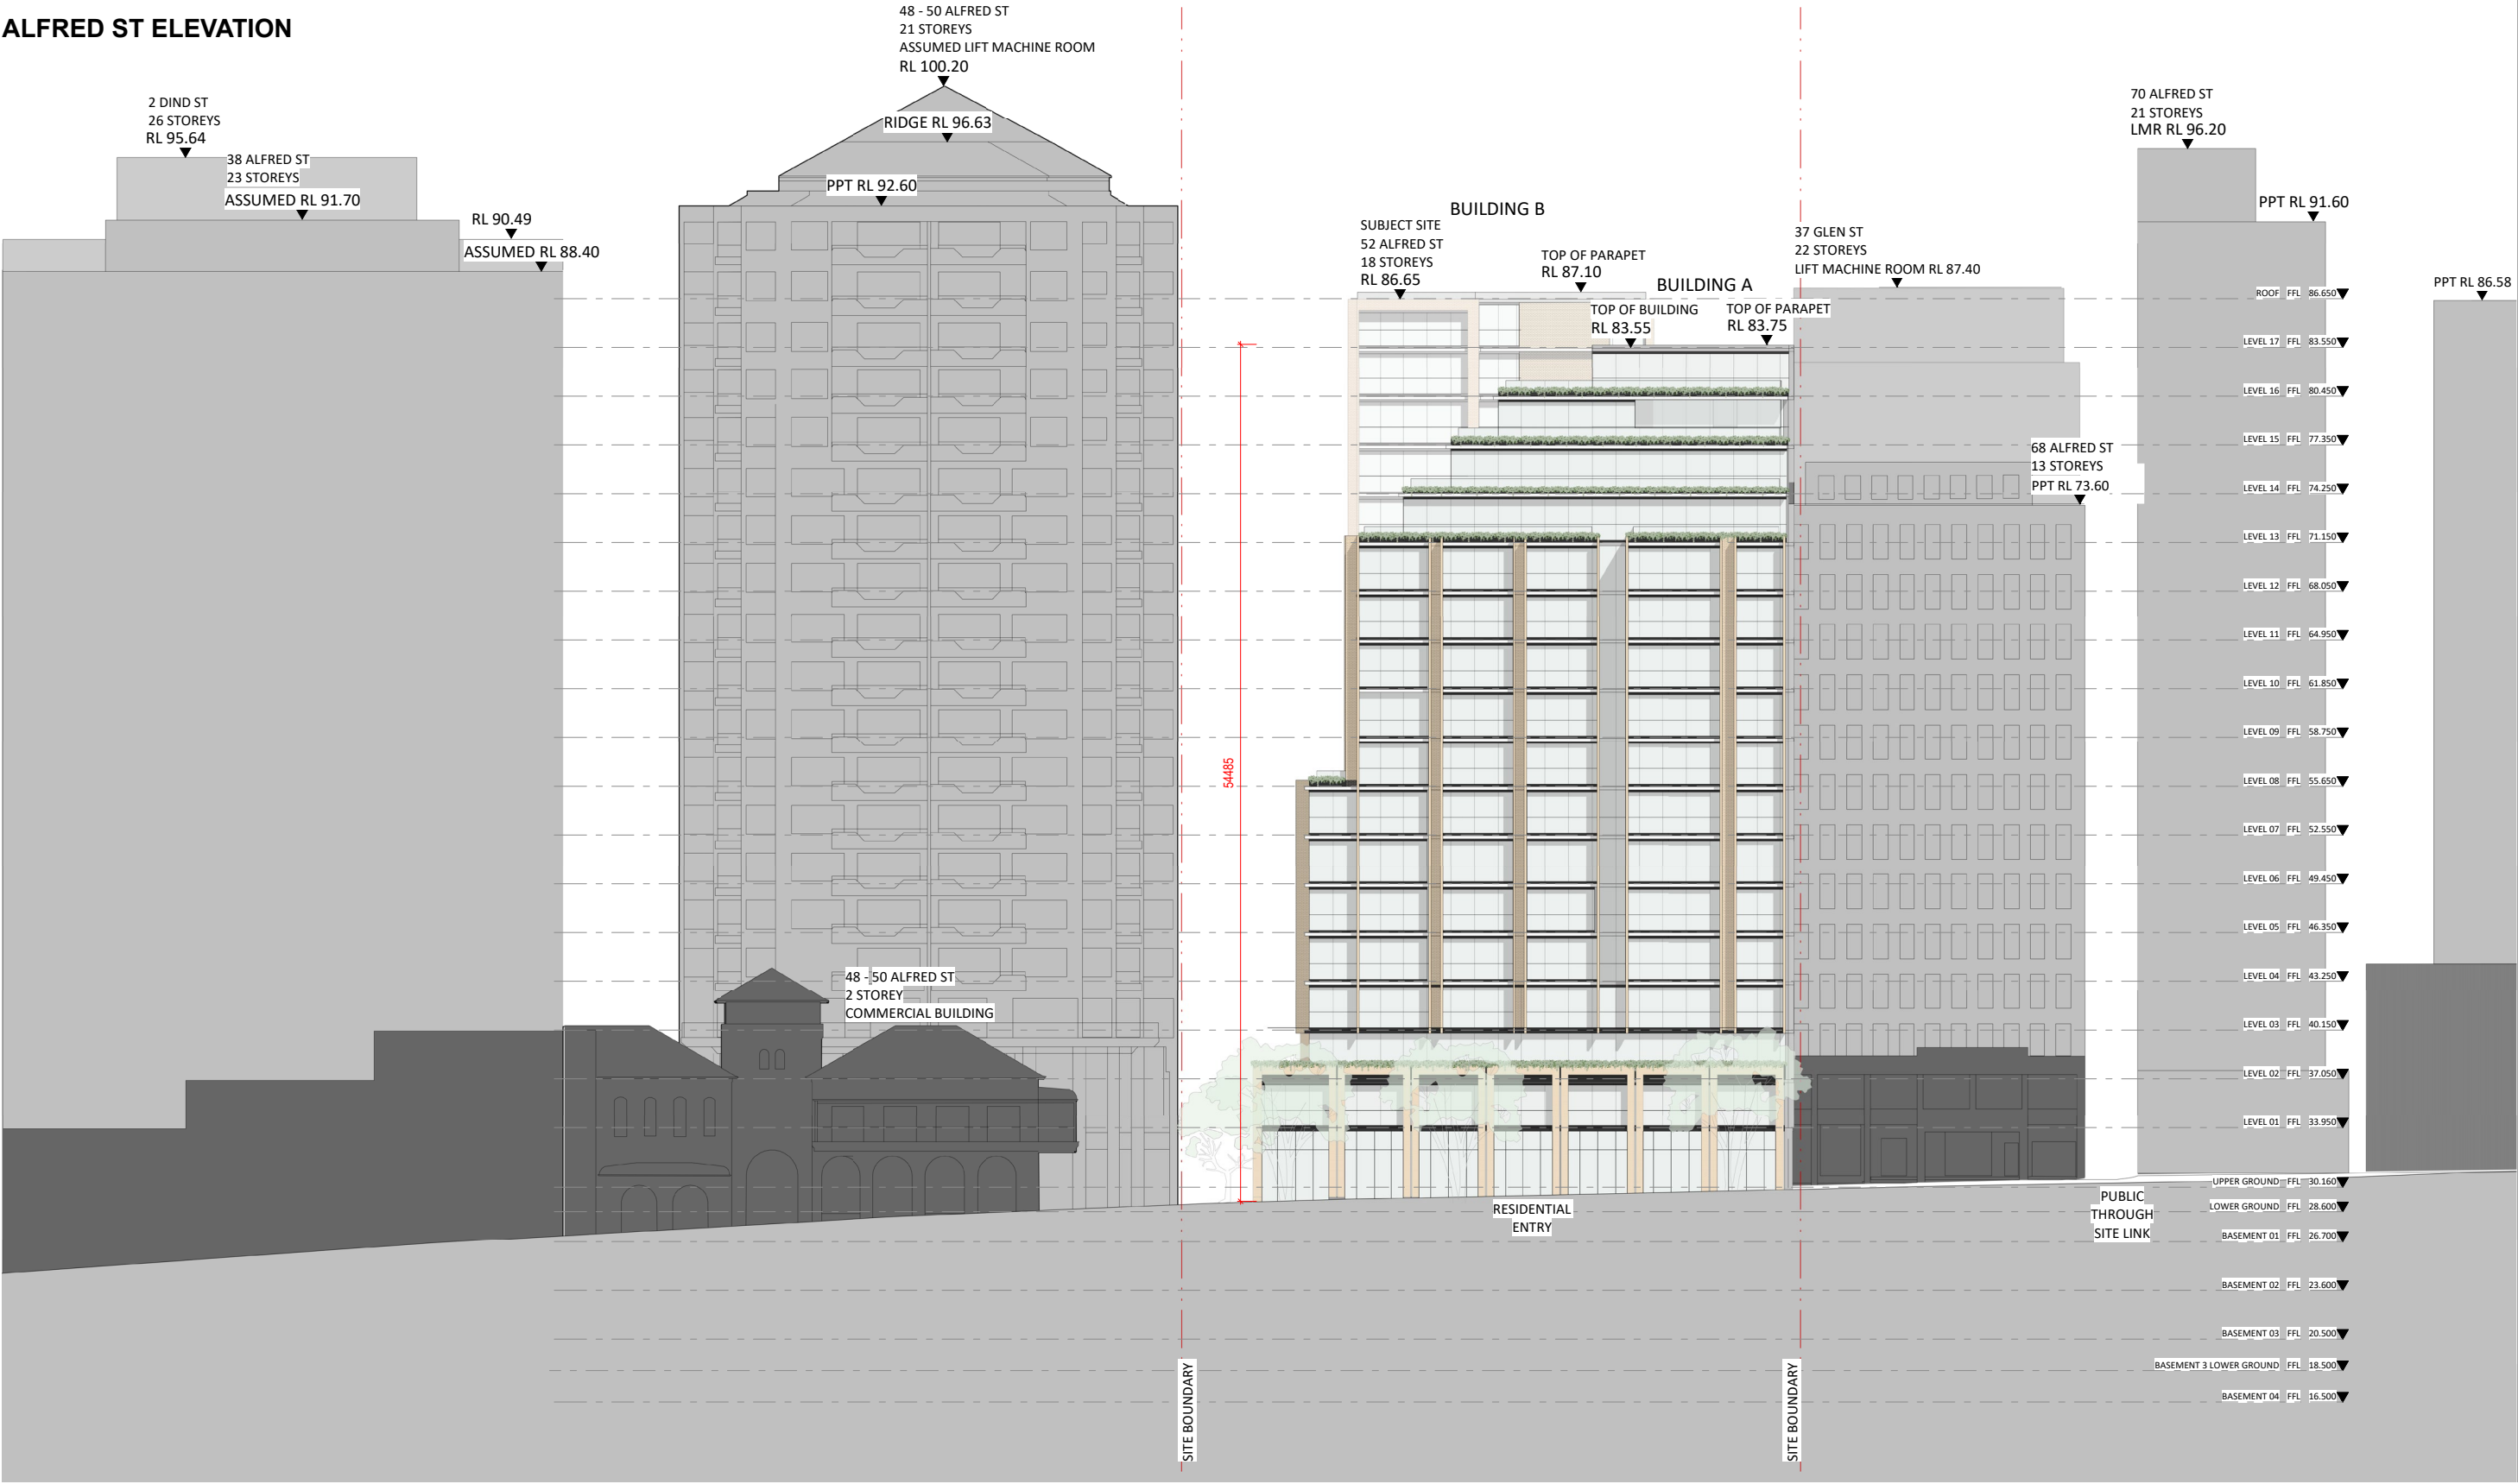 ALFRED ST ELEVATION
48 - 50 ALFRED ST
21 STOREYS
ASSUMED LIFT MACHINE ROOM
RL 100.20
RIDGE RL 96.63
PPT RL 92.60
2 DIND ST
26 STOREYS
RL 95.64
38 ALFRED ST
23 STOREYS
ASSUMED RL 91.70
RL 90.49
ASSUMED RL 88.40
BUILDING B
SUBJECT SITE
52 ALFRED ST
18 STOREYS
RL 86.65
TOP OF PARAPET
RL 87.10
BUILDING A
TOP OF BUILDING
RL 83.55
TOP OF PARAPET
RL 83.75
37 GLEN ST
22 STOREYS
LIFT MACHINE ROOM RL 87.40
70 ALFRED ST
21 STOREYS
LMR RL 96.20
PPT RL 91.60
PPT RL 86.58
68 ALFRED ST
13 STOREYS
PPT RL 73.60
ROOF FFL 86.650
LEVEL 17 FFL 83.550
LEVEL 16 FFL 80.450
LEVEL 15 FFL 77.350
LEVEL 14 FFL 74.250
LEVEL 13 FFL 71.150
LEVEL 12 FFL 68.050
LEVEL 11 FFL 64.950
LEVEL 10 FFL 61.850
LEVEL 09 FFL 58.750
LEVEL 08 FFL 55.650
LEVEL 07 FFL 52.550
LEVEL 06 FFL 49.450
LEVEL 05 FFL 46.350
LEVEL 04 FFL 43.250
LEVEL 03 FFL 40.150
LEVEL 02 FFL 37.050
LEVEL 01 FFL 33.950
UPPER GROUND FFL 30.160
LOWER GROUND FFL 28.600
BASEMENT 01 FFL 26.700
BASEMENT 02 FFL 23.600
BASEMENT 03 FFL 20.500
BASEMENT 3 LOWER GROUND FFL 18.500
BASEMENT 04 FFL 16.500
54485
48 - 50 ALFRED ST
2 STOREY
COMMERCIAL BUILDING
RESIDENTIAL
ENTRY
PUBLIC
THROUGH
SITE LINK
SITE BOUNDARY
SITE BOUNDARY